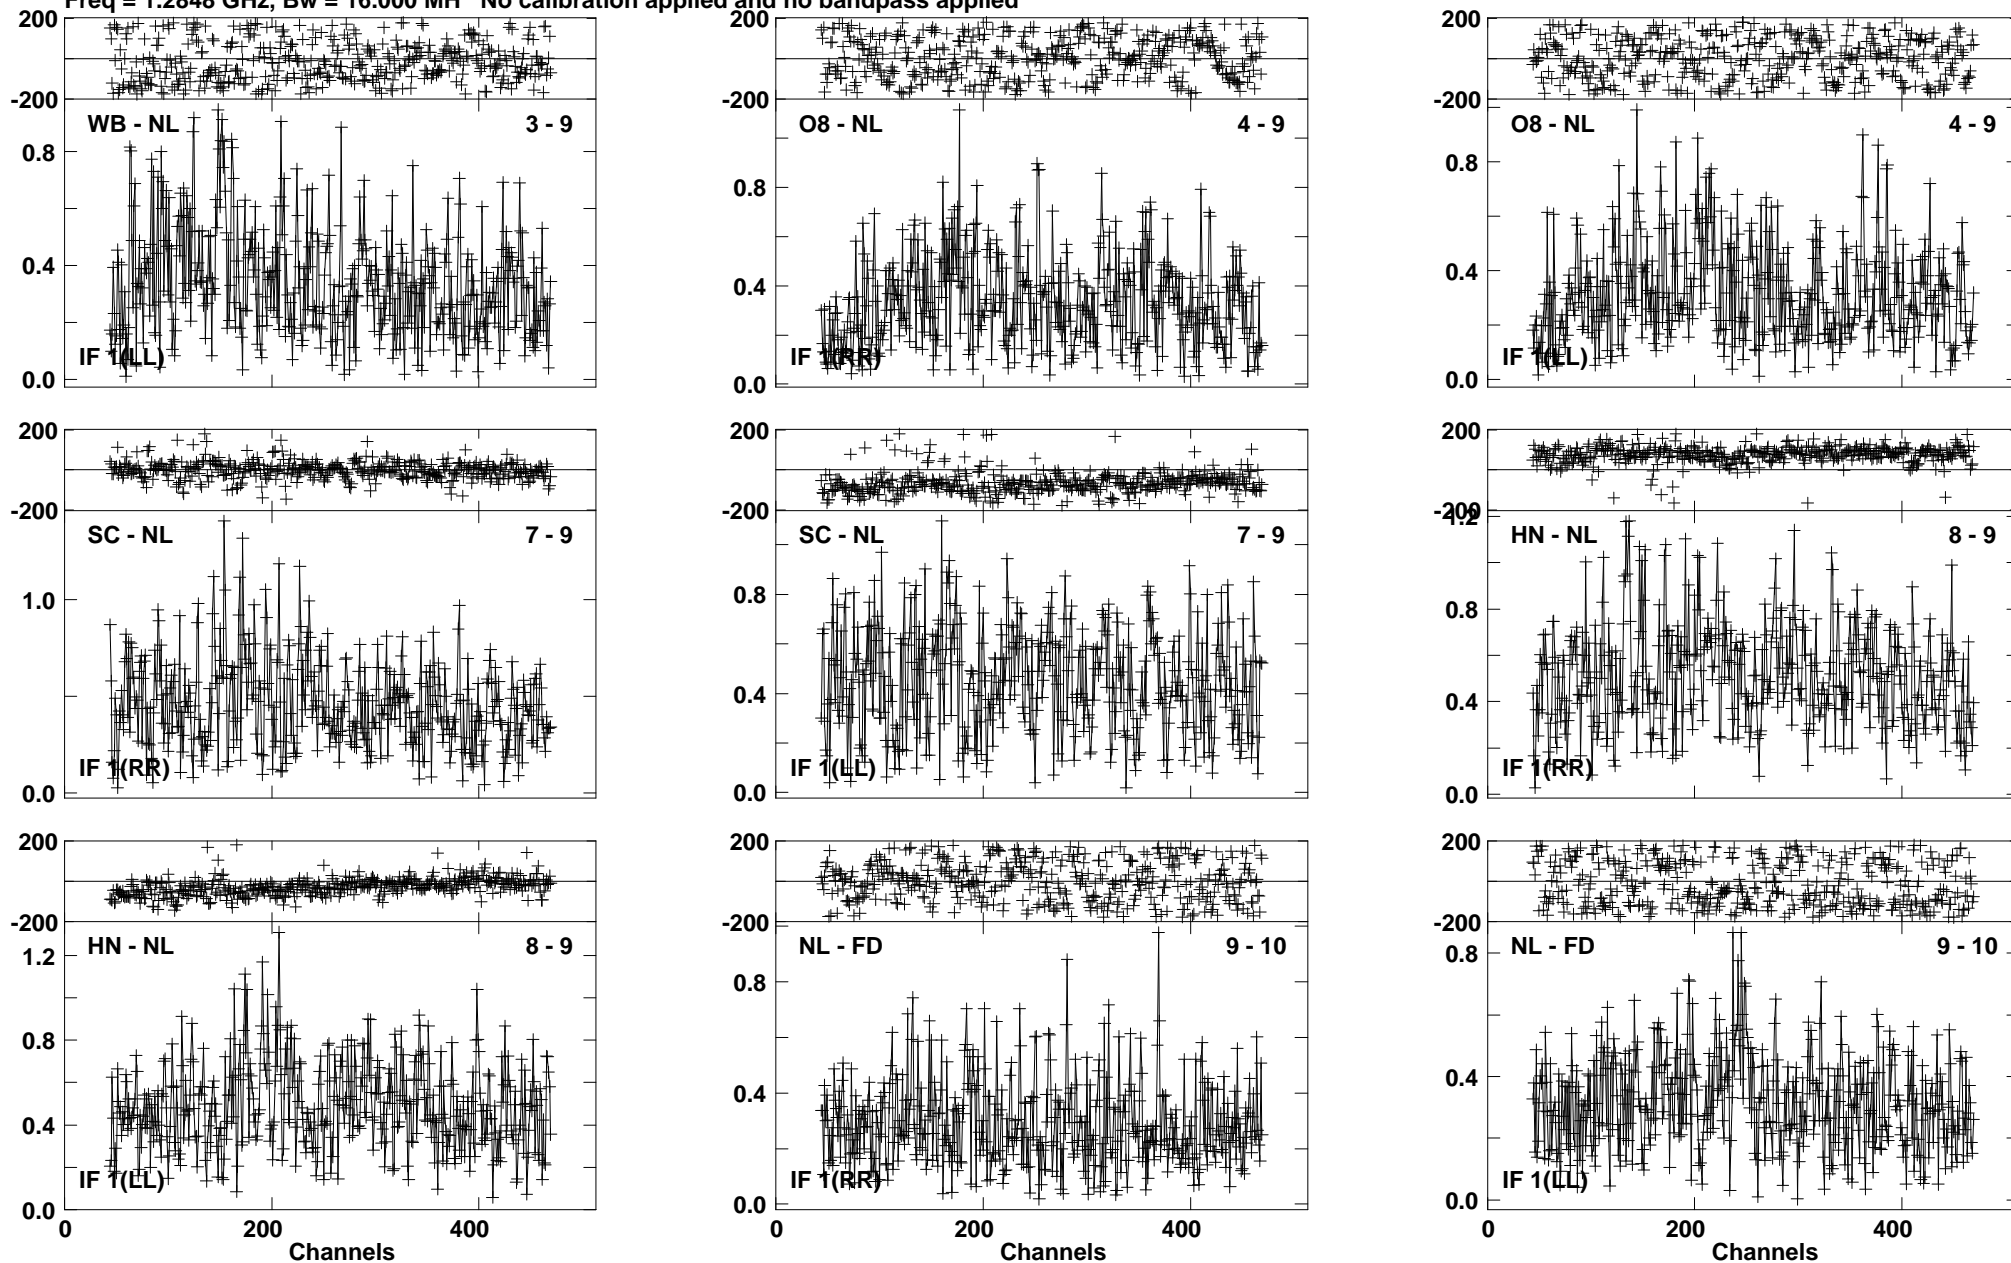 Freq = 1.2848 GHz, Bw = 16.000 MH No calibration applied and no bandpass applied
200 200 200
-200 -200 -200
WB - NL 3 - 9 O8 - NL 4 - 9 O8 - NL 4 - 9
0.8 0.8 0.8
0.4 0.4 0.4
IF 1(LL) IF 1(RR) IF 1(LL)
0.0 0.0 0.0
200 200 200
-200 -200 -200
1.2
SC - NL 7 - 9 SC - NL 7 - 9 HN - NL 8 - 9
1.0 0.8 0.8
0.4 0.4
IF 1(RR) IF 1(LL) IF 1(RR)
0.0 0.0 0.0
200 200 200
-200 -200 -200
HN - NL 8 - 9 NL - FD 9 - 10 NL - FD 9 - 10
1.2 0.8 0.8
0.8
0.4 0.4 0.4
IF 1(LL) IF 1(RR) IF 1(LL)
0.0 0.0 0.0
0 200 400 0 200 400 0 200 400
Channels Channels Channels